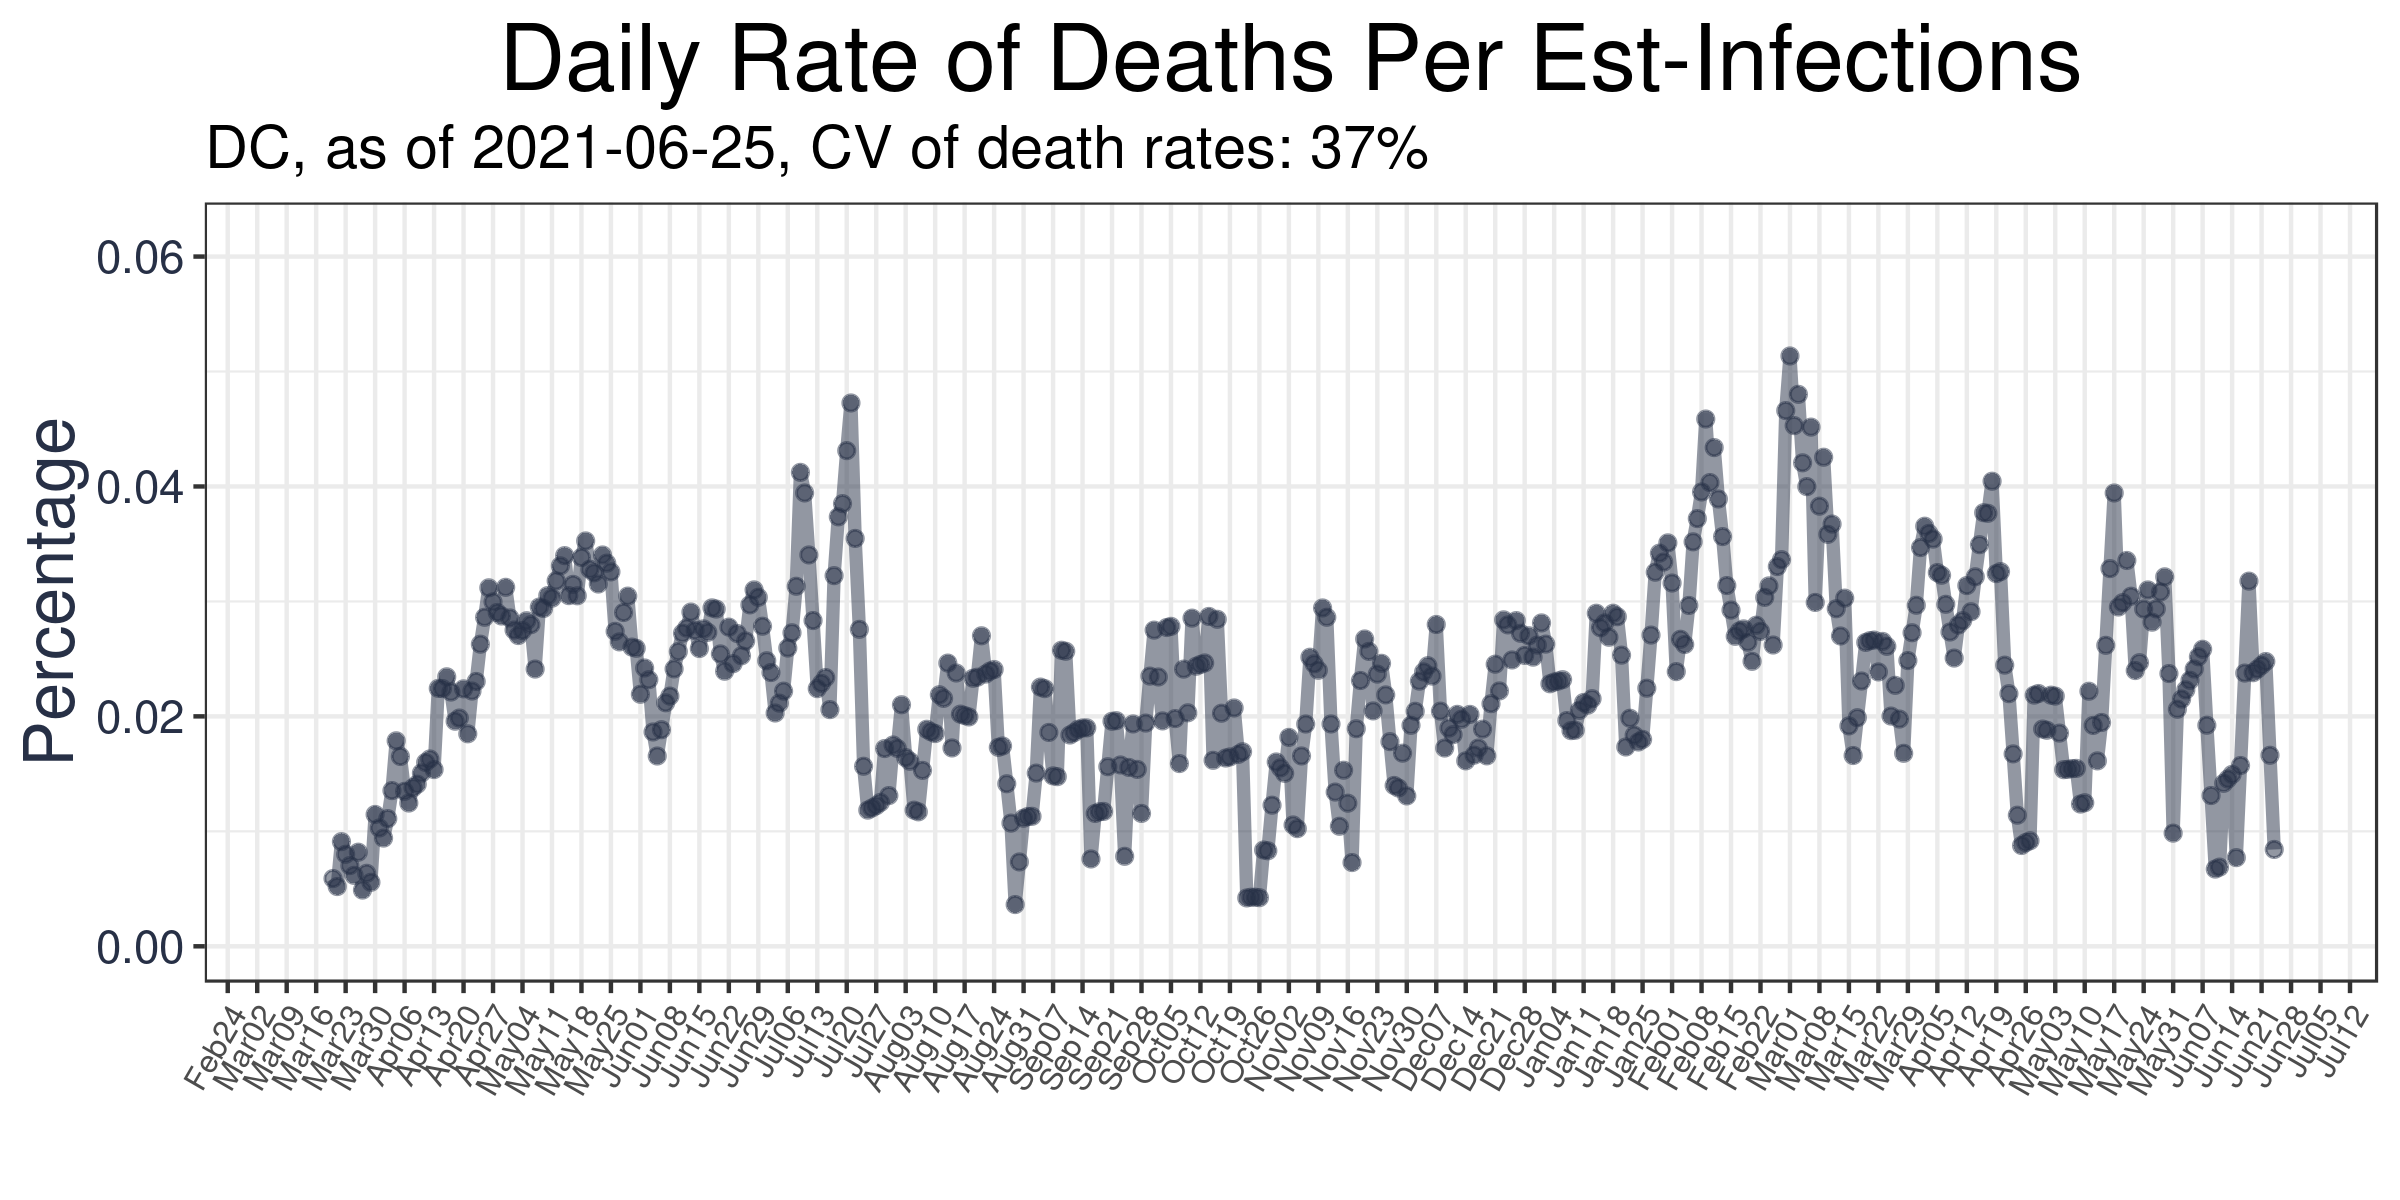 Daily Rate of Deaths Per Est-Infections
DC, as of 2021-06-25, CV of death rates: 37%
Percentage
0.06
0.04
0.02
0.00
Feb24
Mar02
Mar09
Mar16
Mar23
Mar30
Apr06
Apr13
Apr20
Apr27
May04
May11
May18
May25
Jun01
Jun08
Jun15
Jun22
Jun29
Jul06
Jul13
Jul20
Jul27
Aug03
Aug10
Aug17
Aug24
Aug31
Sep07
Sep14
Sep21
Sep28
Oct05
Oct12
Oct19
Oct26
Nov02
Nov09
Nov16
Nov23
Nov30
Dec07
Dec14
Dec21
Dec28
Jan04
Jan11
Jan18
Jan25
Feb01
Feb08
Feb15
Feb22
Mar01
Mar08
Mar15
Mar22
Mar29
Apr05
Apr12
Apr19
Apr26
May03
May10
May17
May24
May31
Jun07
Jun14
Jun21
Jun28
Jul05
Jul12